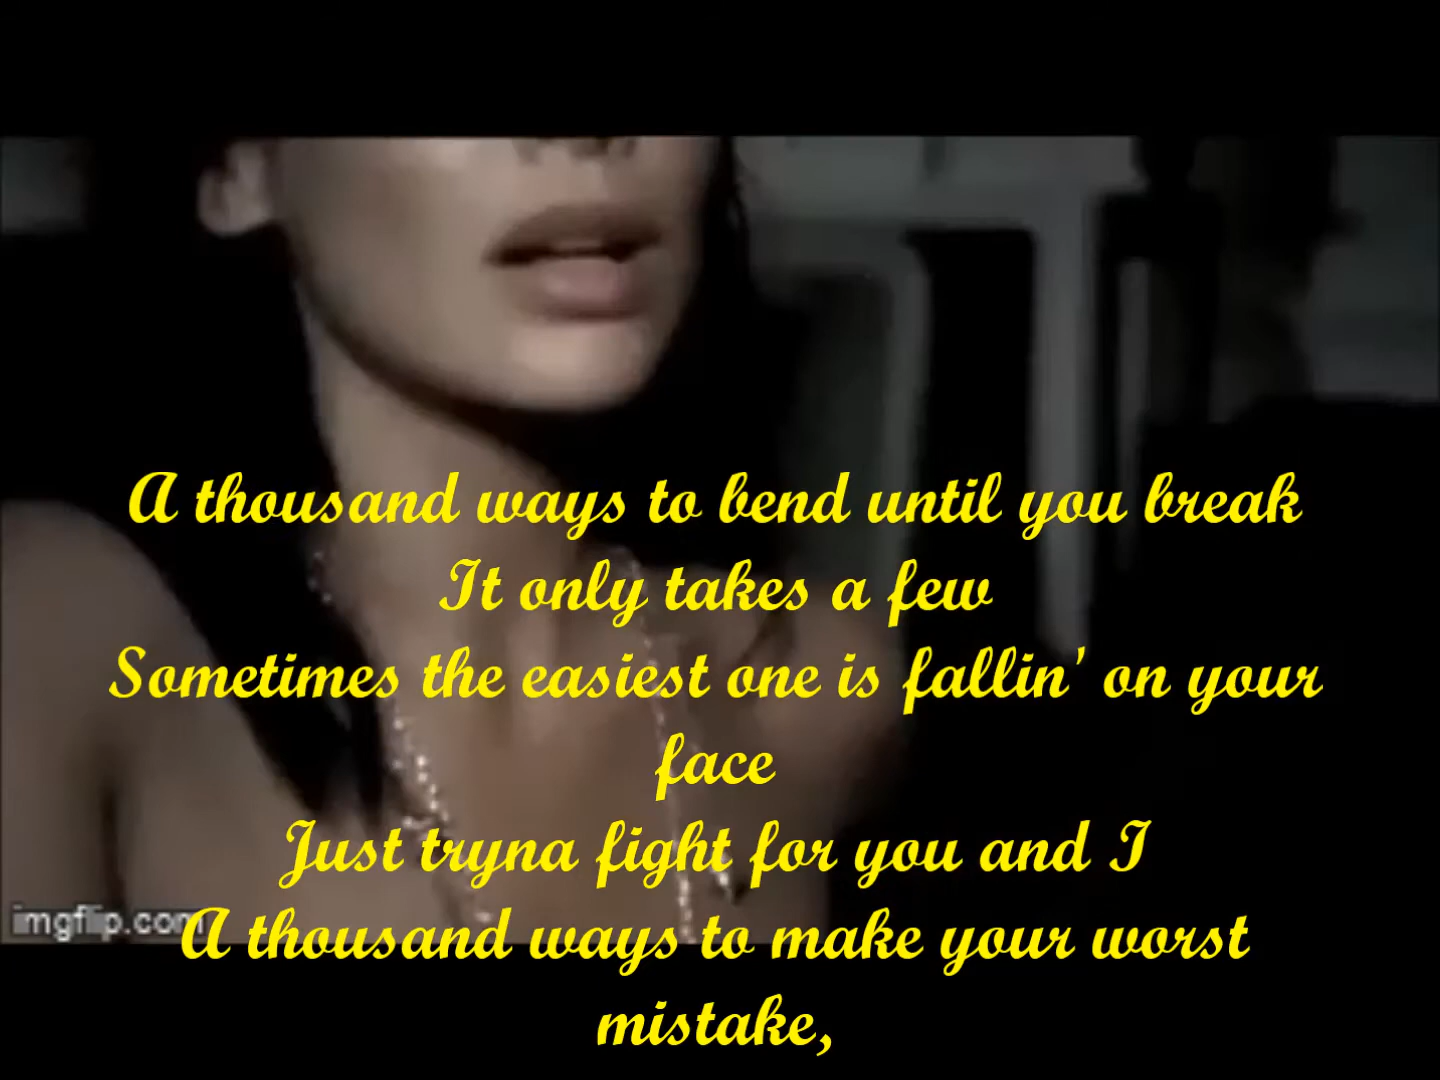 A thousand ways to bend until you break
It only takes a few
Sometimes the easiest one is fallin' on your
face
Just tryna fight for you and I
imgflip.com
A thousand ways to make your worst
mistake,